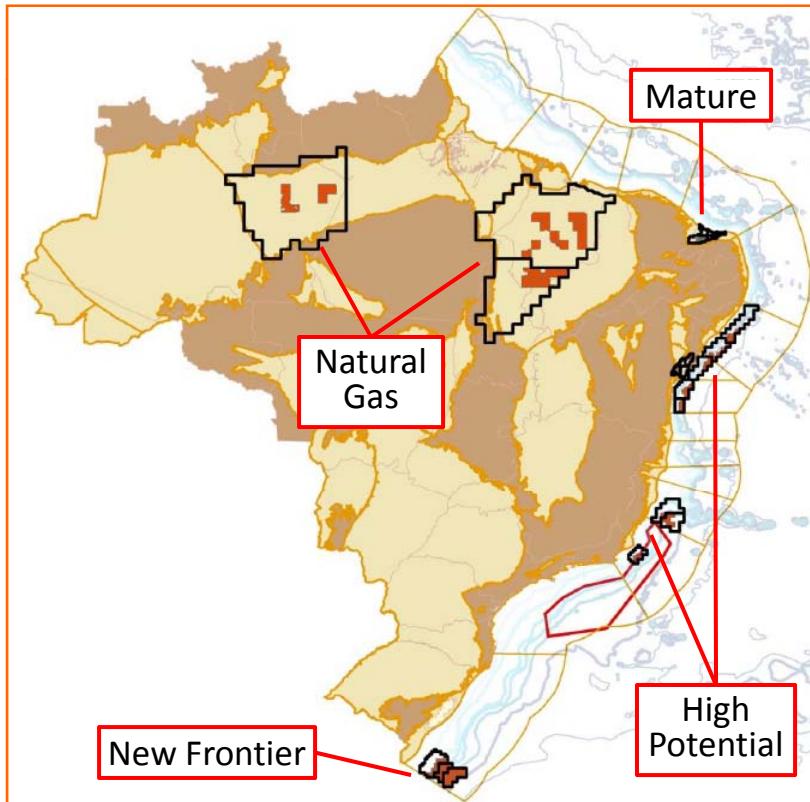 Mature
Natural
Gas
New Frontier
High
Potential